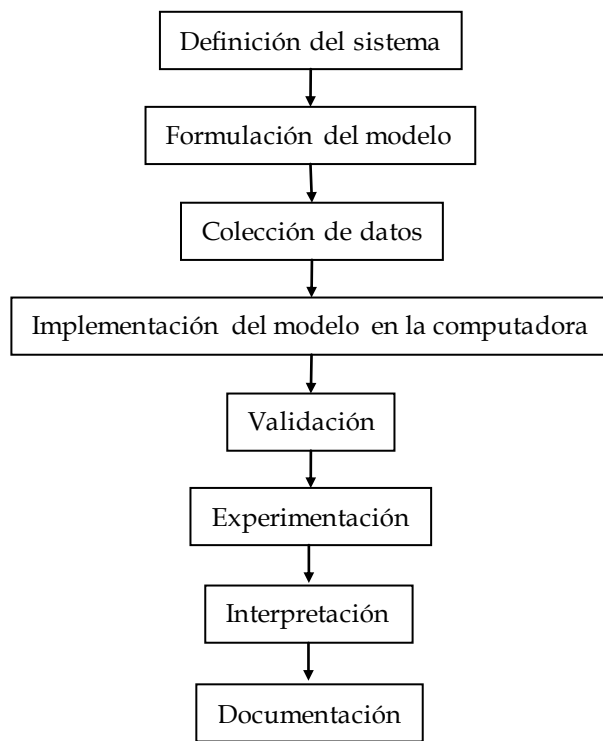 Definición del sistema
Formulación del modelo
Colección de datos
Implementación del modelo en la computadora
Validación
Experimentación
Interpretación
Documentación